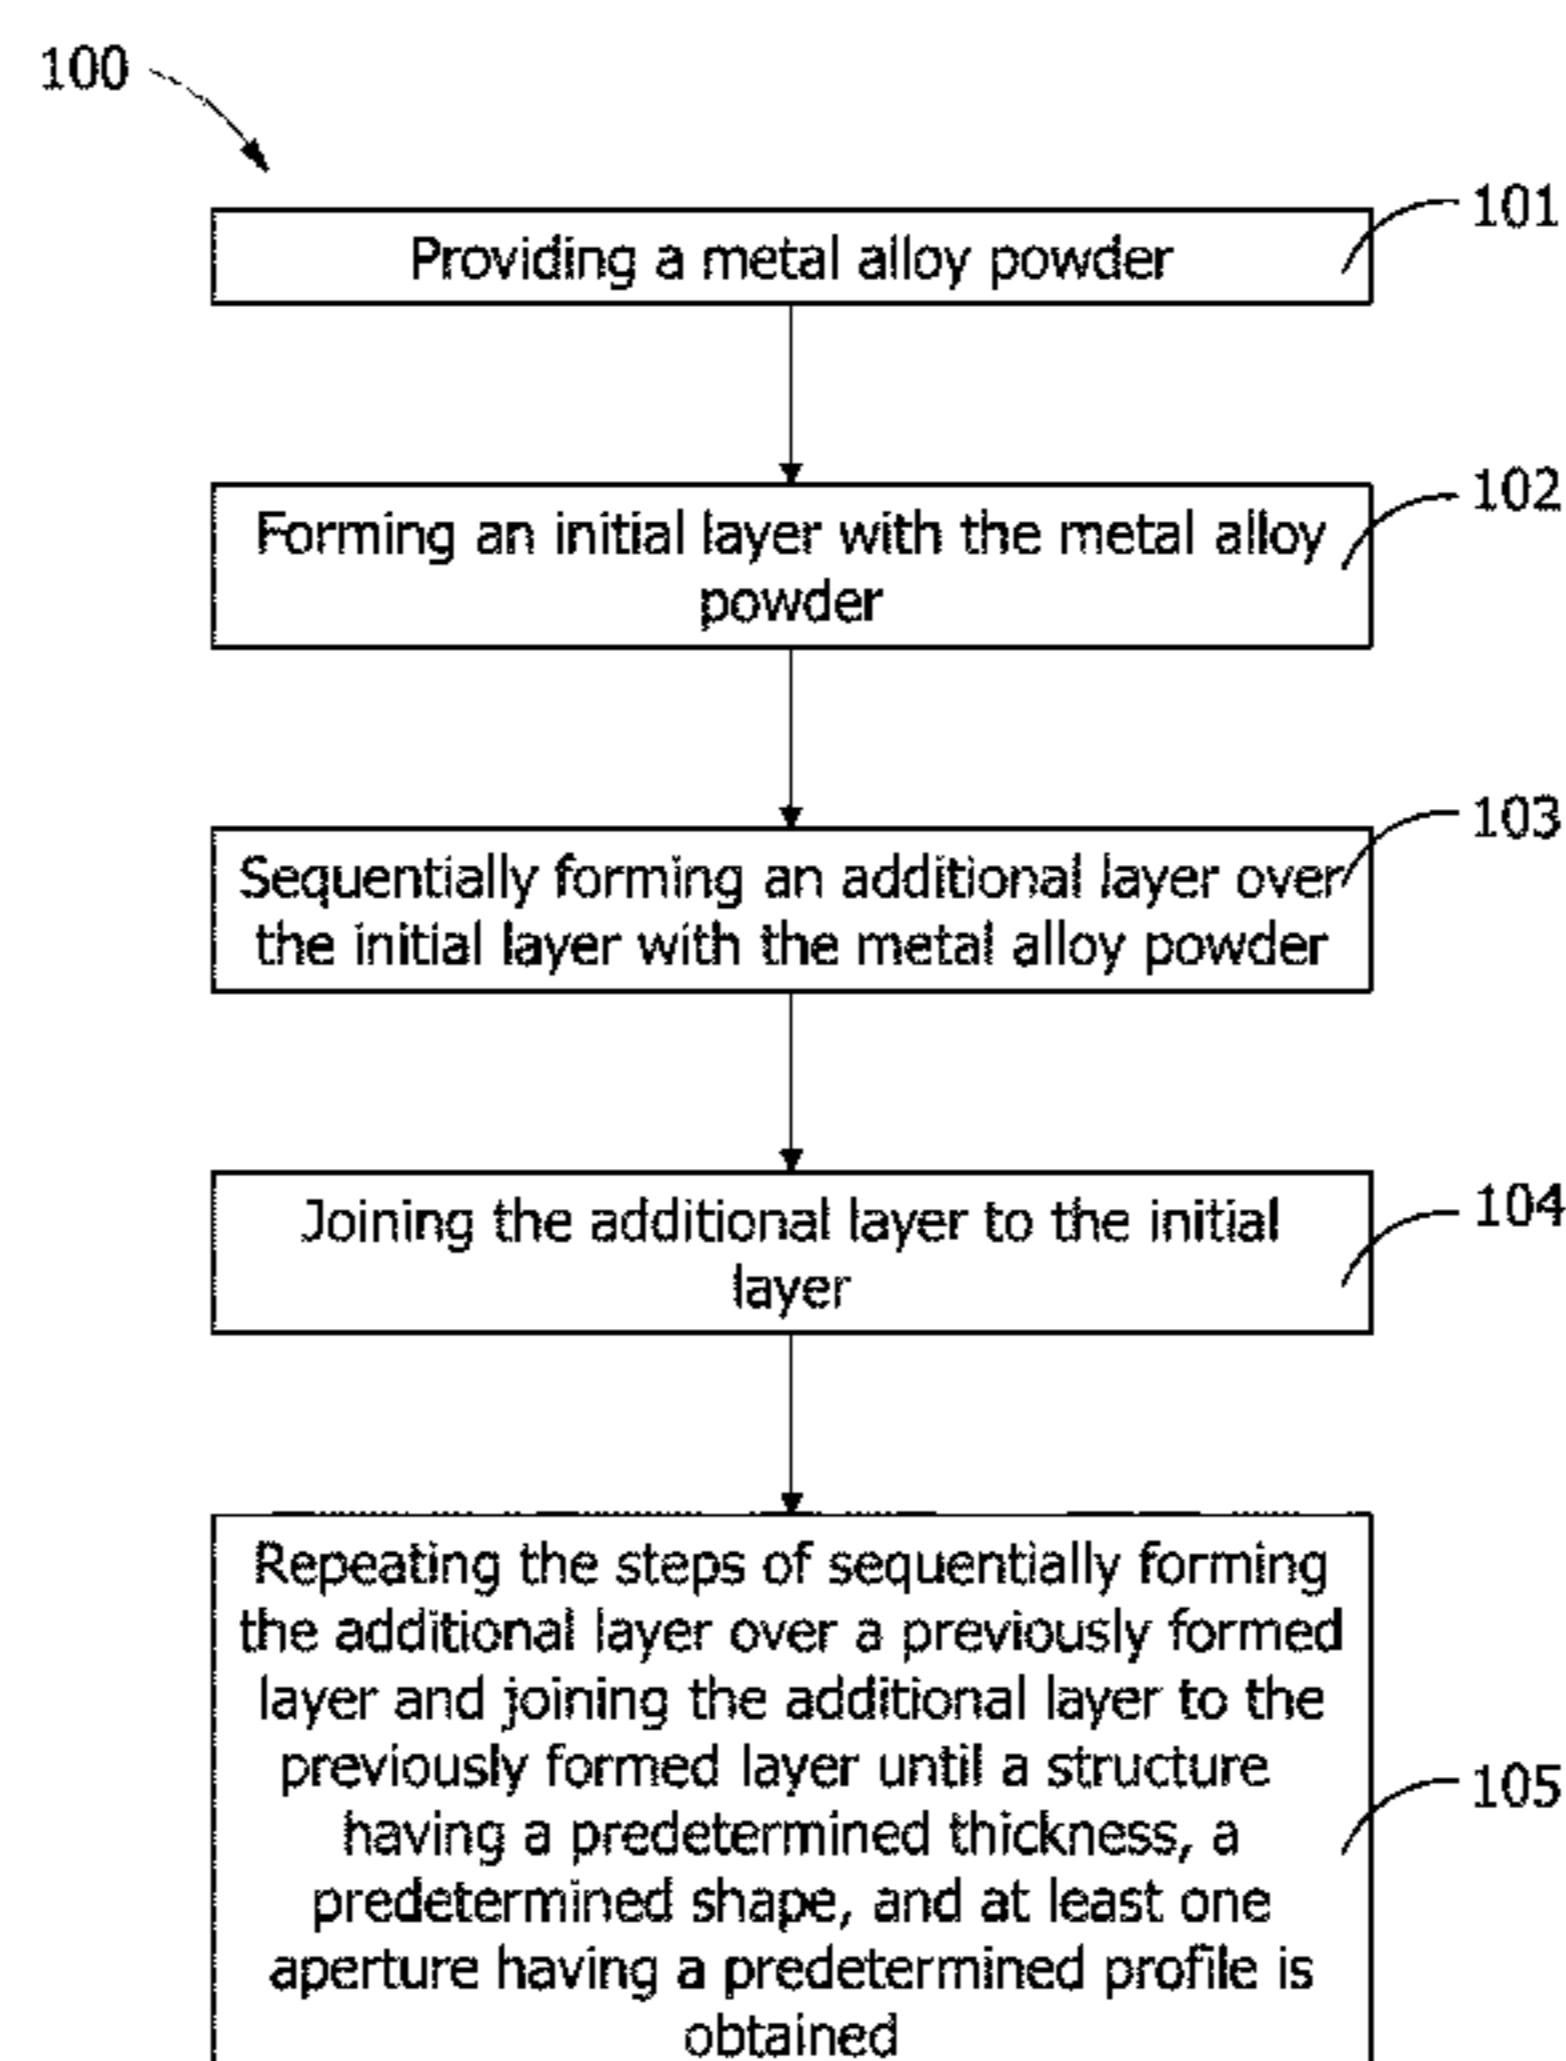 100
101
Providing a metal alloy powder
102
Forming an initial layer with the metal alloy
powder
103
Sequentially forming an additional layer over
the initial layer with the metal alloy powder
104
Joining the additional layer to the initial
layer
Repeating the steps of sequentially forming
the additional layer over a previously formed
layer and joining the additional layer to the
previously formed layer until a structure
105
having a predetermined thickness, a
predetermined shape, and at least one
aperture having a predetermined profile is
obtained